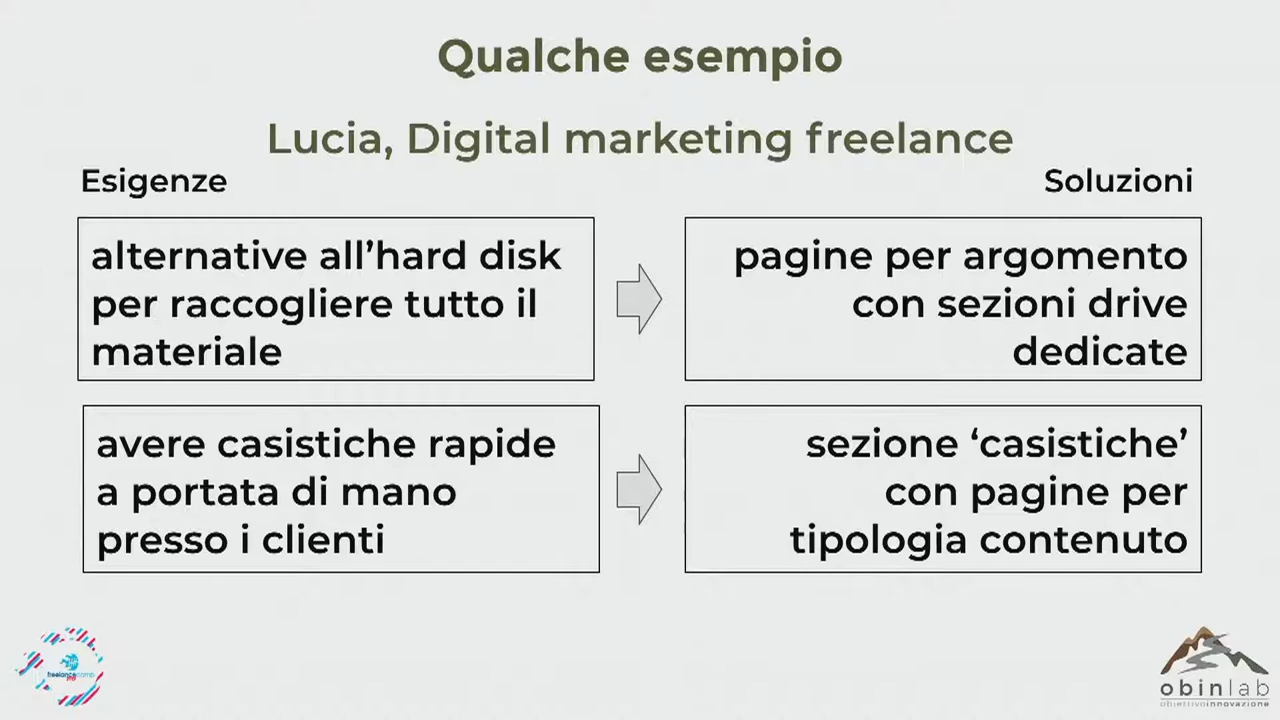 Qualche esempio
Lucia, Digital marketing freelance
Esigenze
Soluzioni
alternative all’hard disk
per raccogliere tutto il
materiale
pagine per argomento
con sezioni drive
dedicate
avere casistiche rapide
a portata di mano
presso i clienti
sezione ‘casistiche’
con pagine per
tipologia contenuto
freelancecamp
obinlab
obiettivoinnovazione